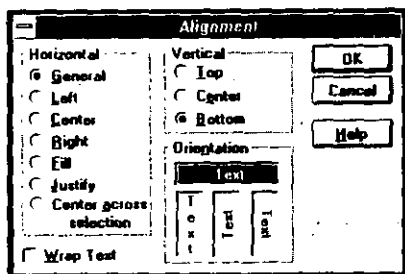 Alignment
Horizontal
General
Left
Center
Right
Fill
Justify
Center across
selection
Wrap Text
Vertical
Top
Center
Bottom
Orientation
Text
Text
Text
Text
OK
Cancel
Help